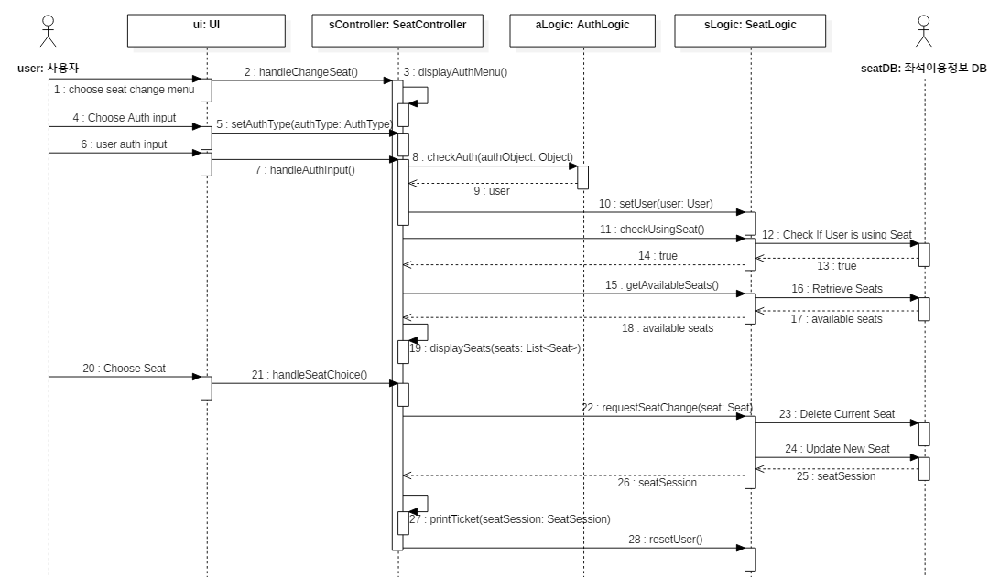 ui: UI
sController: SeatController
aLogic: AuthLogic
sLogic: SeatLogic
user: 사용자
seatDB: 좌석이용정보 DB
1 : choose seat change menu
2 : handleChangeSeat()
3 : displayAuthMenu()
4 : Choose Auth input
5 : setAuthType(authType: AuthType)
6 : user auth input
7 : handleAuthInput()
8 : checkAuth(authObject: Object)
9 : user
10 : setUser(user: User)
11 : checkUsingSeat()
12 : Check If User is using Seat
13 : true
14 : true
15 : getAvailableSeats()
16 : Retrieve Seats
17 : available seats
18 : available seats
19 : displaySeats(seats: List<Seat>)
20 : Choose Seat
21 : handleSeatChoice()
22 : requestSeatChange(seat: Seat)
23 : Delete Current Seat
24 : Update New Seat
25 : seatSession
26 : seatSession
27 : printTicket(seatSession: SeatSession)
28 : resetUser()